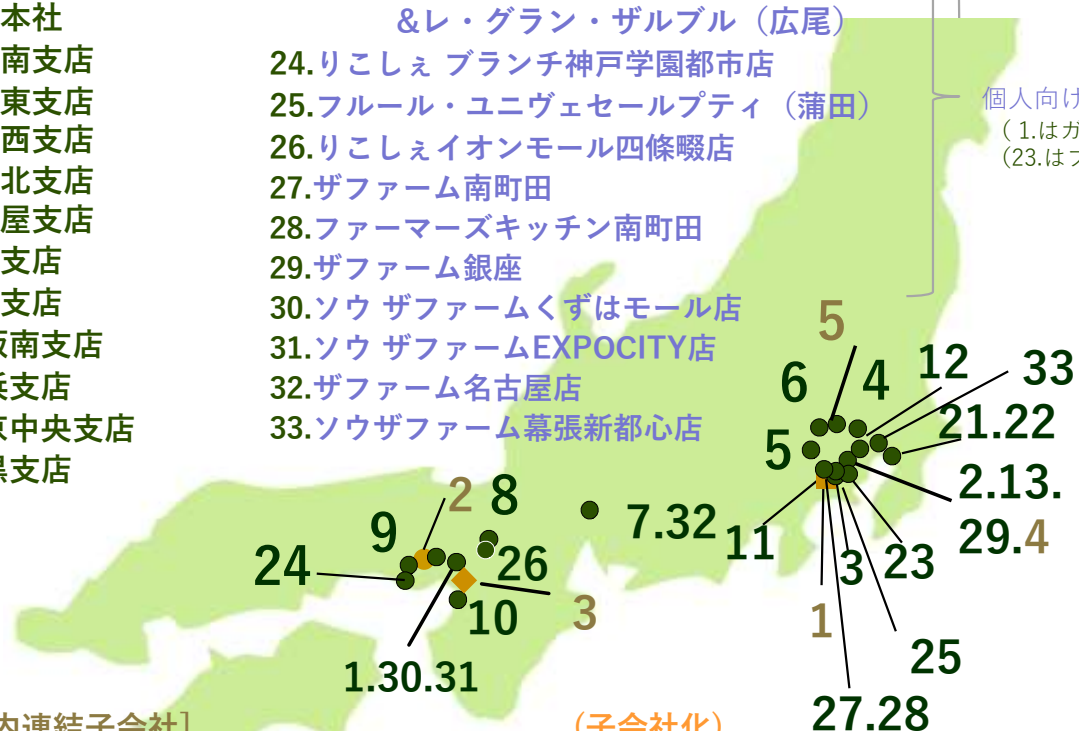 本社
南支店
東支店
西支店
北支店
屋支店
支店
支店
阪南支店
浜支店
京中央支店
黒支店
&レ・グラン・ザルブル（広尾）
24.りこしぇ ブランチ神戸学園都市店
25.フルール・ユニヴェセールプティ（蒲田）
26.りこしぇイオンモール四條畷店
27.ザファーム南町田
28.ファーマーズキッチン南町田
29.ザファーム銀座
30.ソウ ザファームくずはモール店
31.ソウ ザファームEXPOCITY店
32.ザファーム名古屋店
33.ソウザファーム幕張新都心店
個人向け
( 1.はガ
(23.はフ
5
6
4
12
33
21.22
5
2.13.
29.4
2
8
7.32
11
9
24
26
3
23
10
3
1
25
1.30.31
27.28
内連結子会社]
（子会社化）